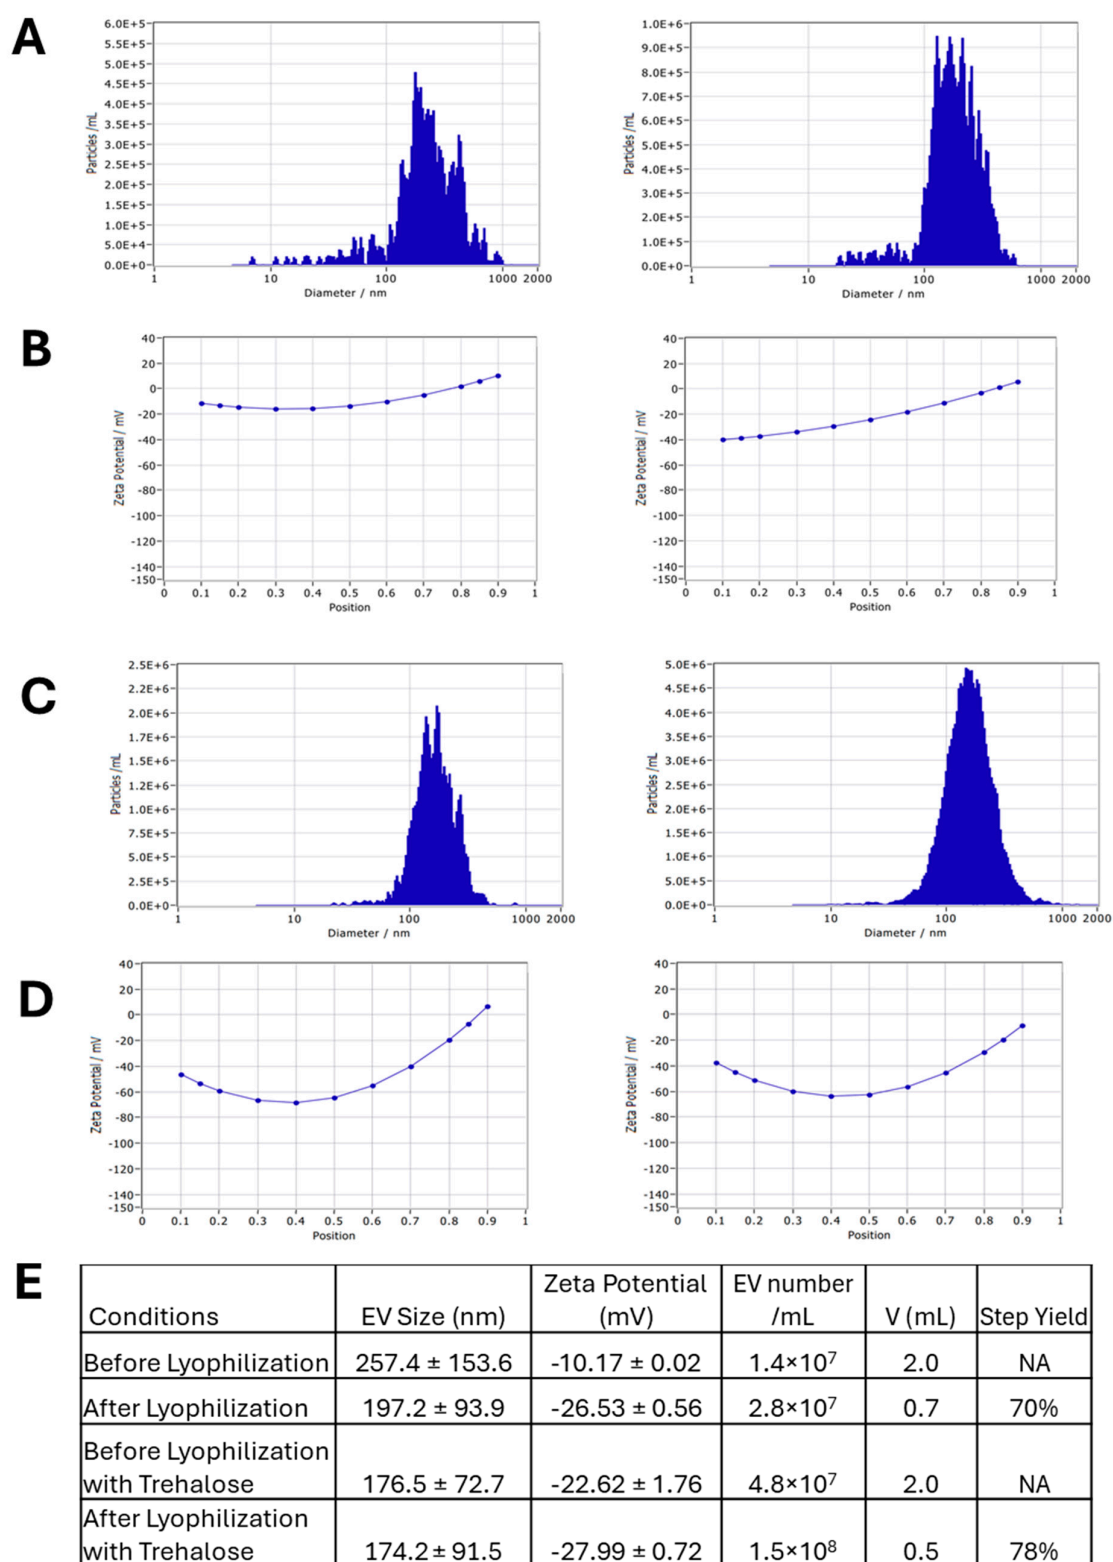 A
6.0E+5
5.5E+5
5.0E+5
4.5E+5
4.0E+5
3.5E+5
3.0E+5
2.5E+5
2.0E+5
1.5E+5
1.0E+5
5.0E+4
0.0E+0
Particles /mL
1 10 100 1000 2000
Diameter / nm
1.0E+6
9.0E+5
8.0E+5
7.0E+5
6.0E+5
5.0E+5
4.0E+5
3.0E+5
2.0E+5
1.0E+5
0.0E+0
Particles /mL
1 10 100 1000 2000
Diameter / nm
B
40
20
0
-20
-40
-60
-80
-100
-120
-140
-150
Zeta Potential / mV
0 0.1 0.2 0.3 0.4 0.5 0.6 0.7 0.8 0.9 1
Position
40
20
0
-20
-40
-60
-80
-100
-120
-140
-150
Zeta Potential / mV
0 0.1 0.2 0.3 0.4 0.5 0.6 0.7 0.8 0.9 1
Position
C
2.5E+6
2.2E+6
2.0E+6
1.7E+6
1.5E+6
1.2E+6
1.0E+6
7.5E+5
5.0E+5
2.5E+5
0.0E+0
Particles /mL
1 10 100 1000 2000
Diameter / nm
5.0E+6
4.5E+6
4.0E+6
3.5E+6
3.0E+6
2.5E+6
2.0E+6
1.5E+6
1.0E+6
5.0E+5
0.0E+0
Particles /mL
1 10 100 1000 2000
Diameter / nm
D
40
20
0
-20
-40
-60
-80
-100
-120
-140
-150
Zeta Potential / mV
0 0.1 0.2 0.3 0.4 0.5 0.6 0.7 0.8 0.9 1
Position
40
20
0
-20
-40
-60
-80
-100
-120
-140
-150
Zeta Potential / mV
0 0.1 0.2 0.3 0.4 0.5 0.6 0.7 0.8 0.9 1
Position
E
Zeta Potential EV number
Conditions EV Size (nm) (mV) /mL V (mL) Step Yield
Before Lyophilization 257.4 ± 153.6 -10.17 ± 0.02 1.4×10⁷ 2.0 NA
After Lyophilization 197.2 ± 93.9 -26.53 ± 0.56 2.8×10⁷ 0.7 70%
Before Lyophilization
with Trehalose 176.5 ± 72.7 -22.62 ± 1.76 4.8×10⁷ 2.0 NA
After Lyophilization
with Trehalose 174.2 ± 91.5 -27.99 ± 0.72 1.5×10⁸ 0.5 78%